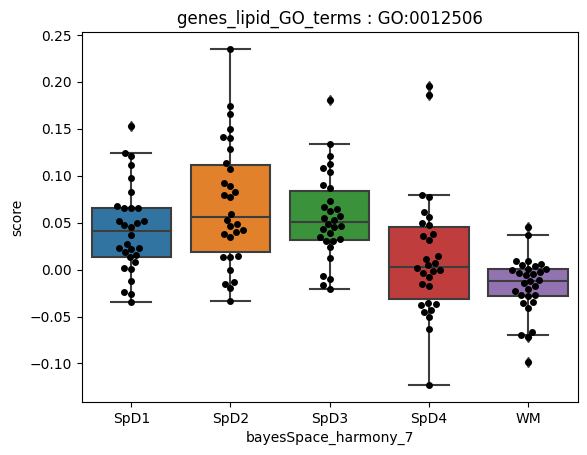 genes_lipid_GO_terms : GO:0012506
score
0.25
0.20
0.15
0.10
0.05
0.00
−0.05
−0.10
SpD1 SpD2 SpD3 SpD4 WM
bayesSpace_harmony_7